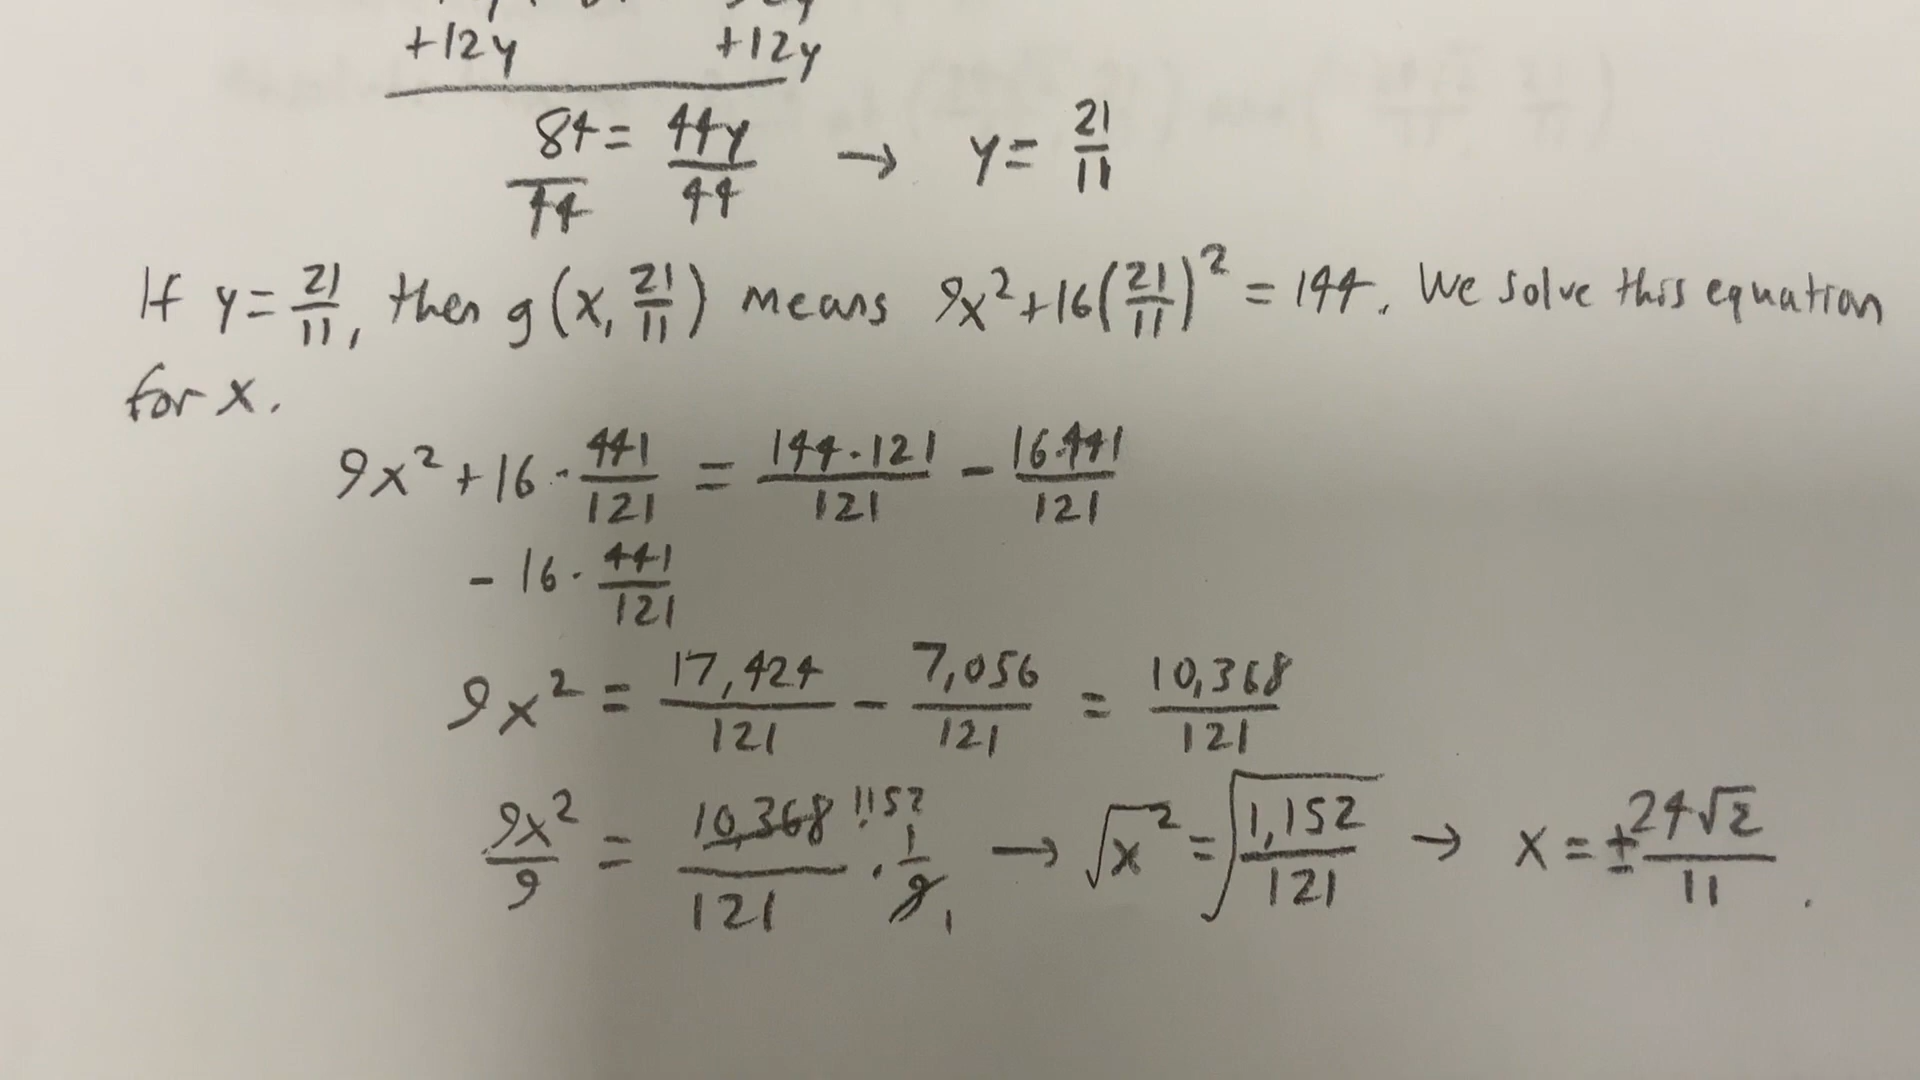 +12y +12y
84/44 = 44y/44 → y = 21/11
If y = 21/11, then g(x, 21/11) means 9x² + 16(21/11)² = 144. We solve this equation
for x.
9x² + 16 · 441/121 = 144·121/121 − 16·441/121
− 16 · 441/121
9x² = 17,424/121 − 7,056/121 = 10,368/121
9x²/9 = 10,368/121 1152 · 1/9 1 → √x² = √1,152/121 → x = ± 24√2/11 .